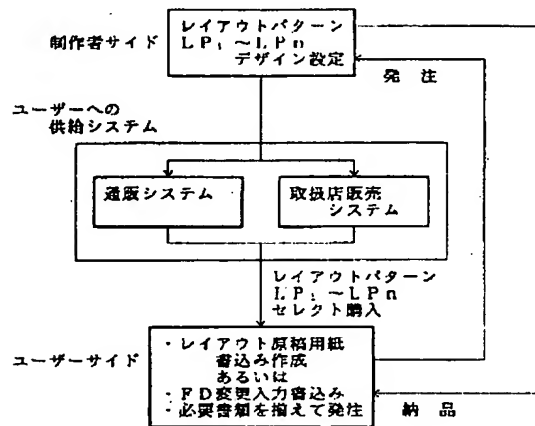 制作者サイド
レイアウトパターン
LP₁～LPn
デザイン設定
発注
ユーザーへの
供給システム
通販システム
取扱店販売
システム
レイアウトパターン
LP₁～LPn
セレクト購入
ユーザーサイド
・レイアウト原稿用紙
書込み作成
あるいは
・FD変更入力書込み
・必要書類を揃えて発注
納品